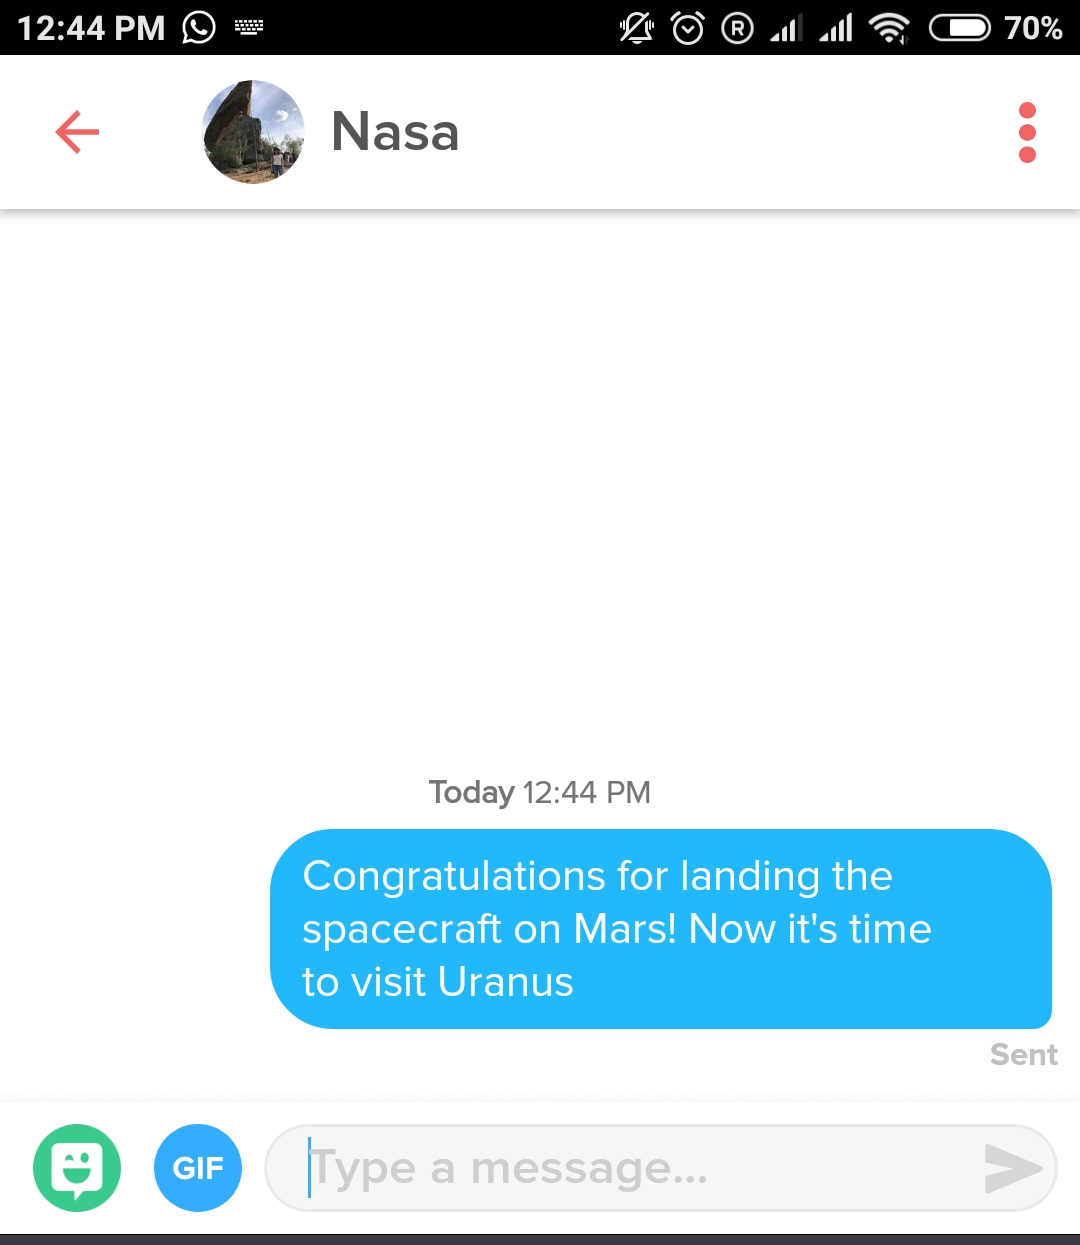 12:44 PM R 70%
Nasa
Today 12:44 PM
Congratulations for landing the
spacecraft on Mars! Now it's time
to visit Uranus
Sent
GIF Type a message...